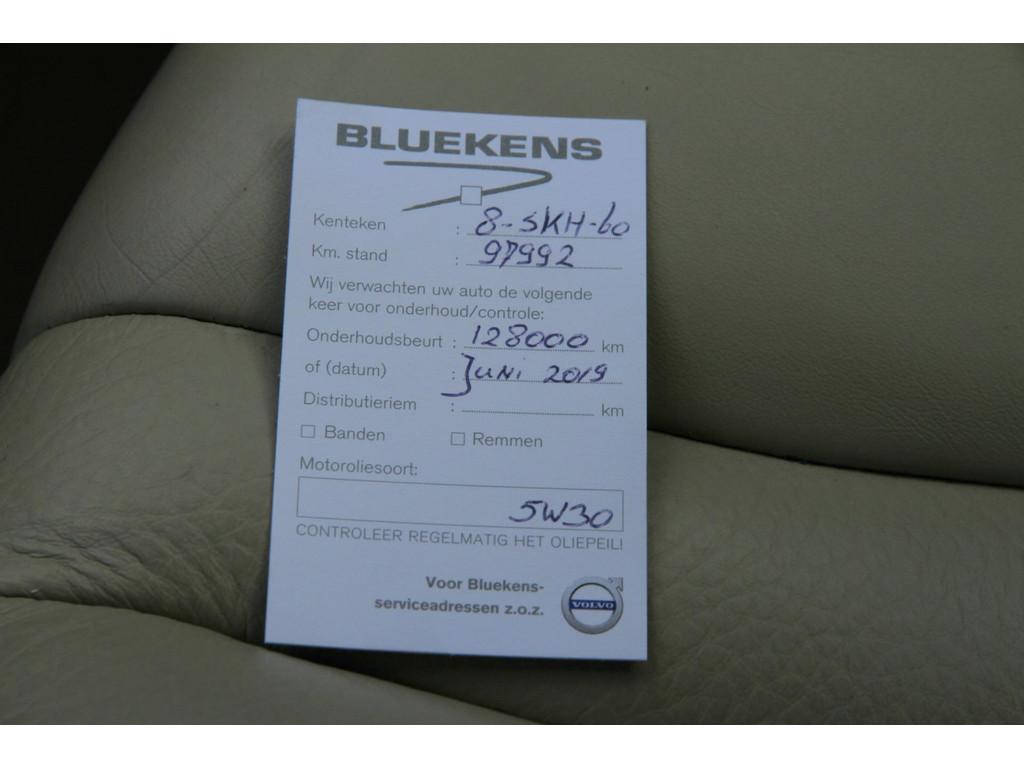 BLUEKENS
Kenteken : 8-SKH-60
Km. stand : 97992
Wij verwachten uw auto de volgende
keer voor onderhoud/controle:
Onderhoudsbeurt : 128000 km
of (datum) : Juni 2019
Distributieriem : km
Banden Remmen
Motoroliesoort:
5W30
CONTROLEER REGELMATIG HET OLIEPEIL!
Voor Bluekens-
serviceadressen z.o.z.
VOLVO